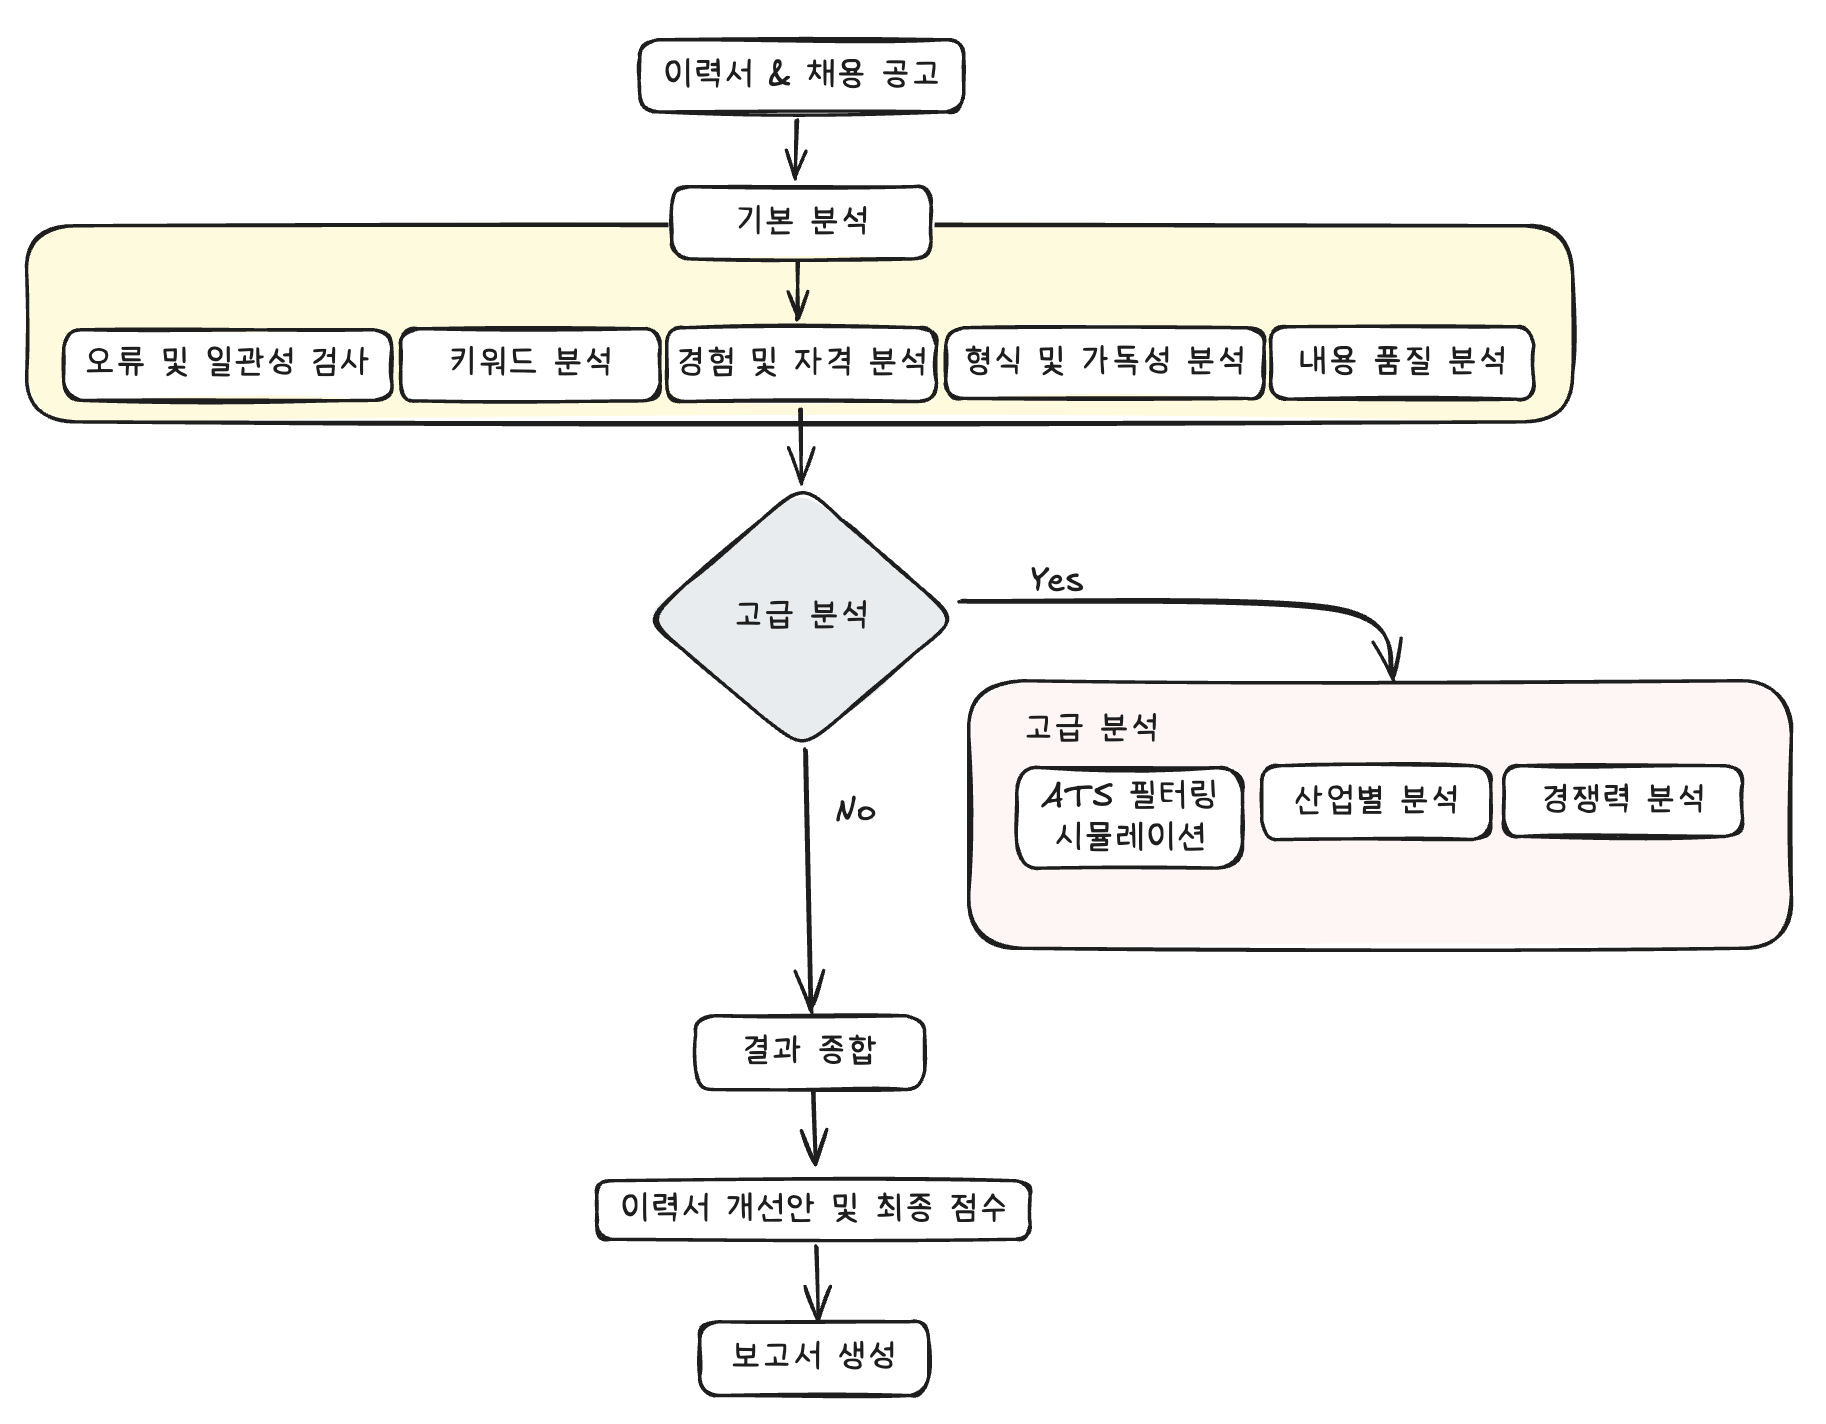 이력서 & 채용 공고
기본 분석
오류 및 일관성 검사
키워드 분석
경험 및 자격 분석
형식 및 가독성 분석
내용 품질 분석
고급 분석
Yes
고급 분석
ATS 필터링
시뮬레이션
산업별 분석
경쟁력 분석
No
결과 종합
이력서 개선안 및 최종 점수
보고서 생성